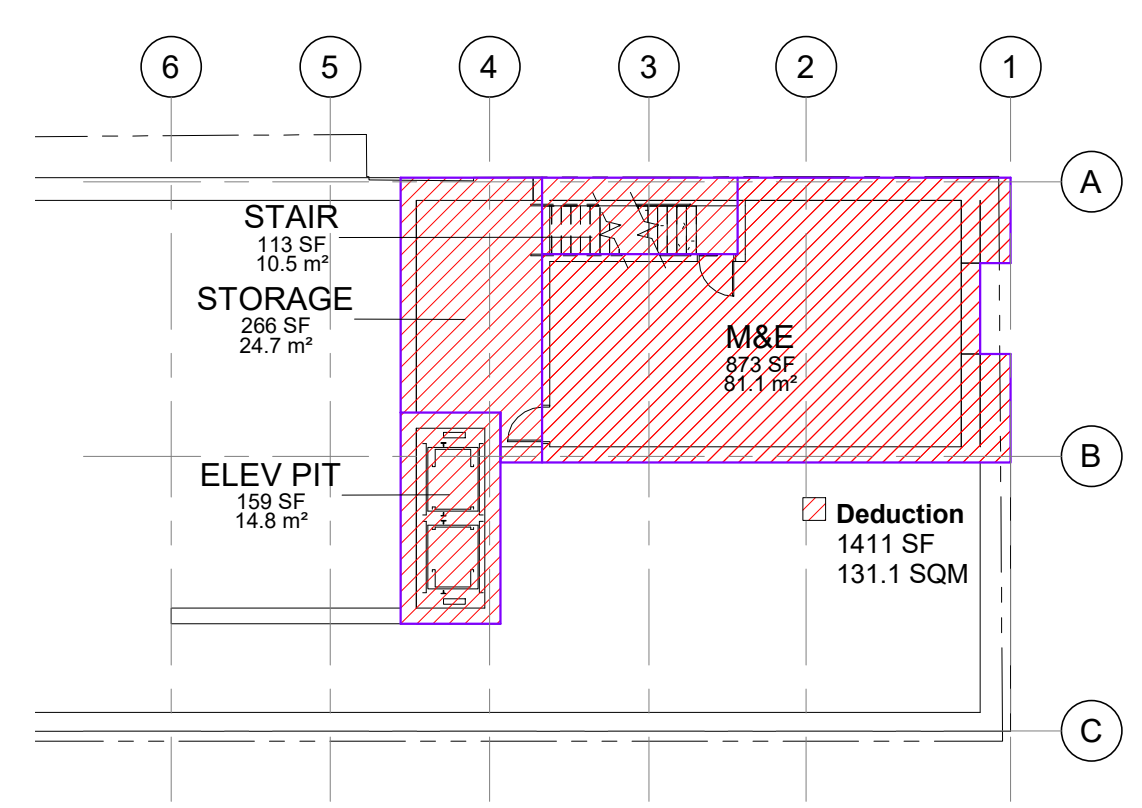 6
5
4
3
2
1
A
STAIR
113 SF
10.5 m²
STORAGE
266 SF
24.7 m²
M&E
873 SF
81.1 m²
B
ELEV PIT
159 SF
14.8 m²
Deduction
1411 SF
131.1 SQM
C